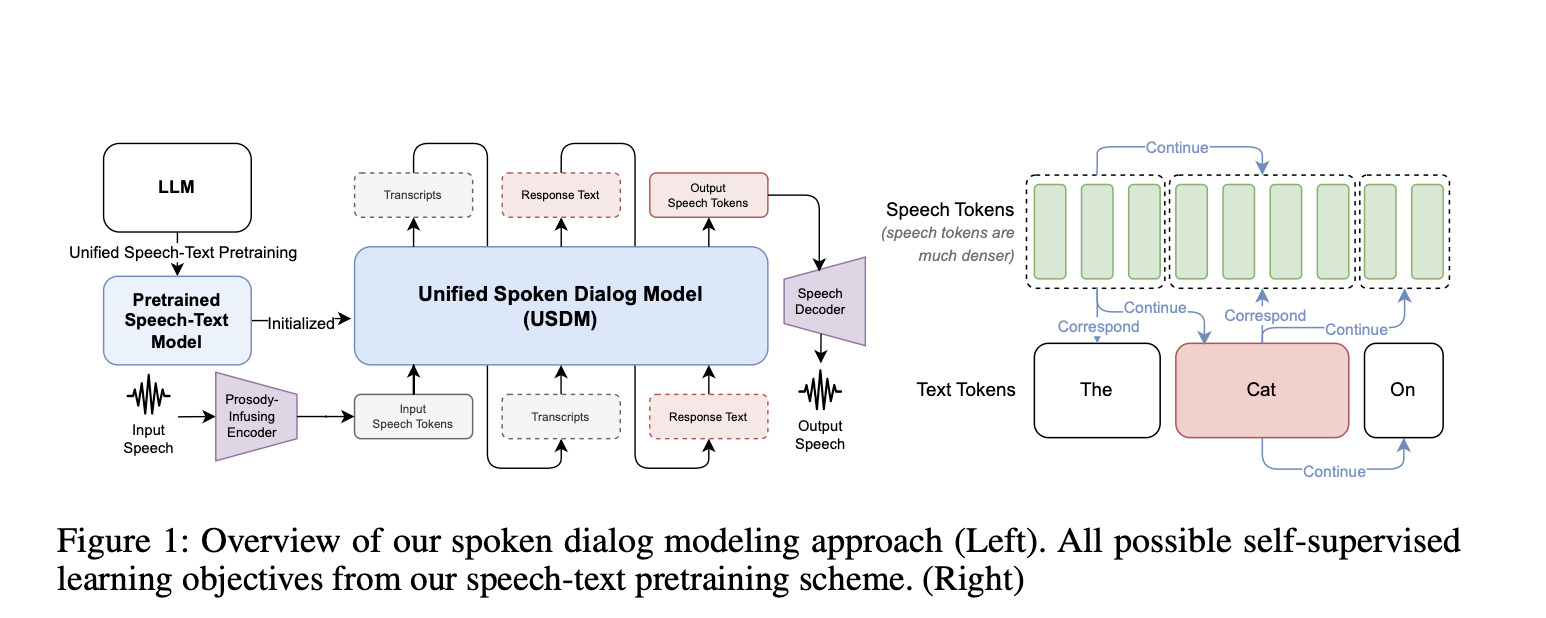 LLM
Unified Speech-Text Pretraining
Pretrained
Speech-Text
Model
Initialized
Input
Speech
Prosody-
Infusing
Encoder
Transcripts
Response Text
Output
Speech Tokens
Unified Spoken Dialog Model
(USDM)
Input
Speech Tokens
Transcripts
Response Text
Speech
Decoder
Output
Speech
Continue
Speech Tokens
(speech tokens are
much denser)
Continue
Correspond
Correspond
Continue
Text Tokens
The
Cat
On
Continue
Figure 1: Overview of our spoken dialog modeling approach (Left). All possible self-supervised
learning objectives from our speech-text pretraining scheme. (Right)